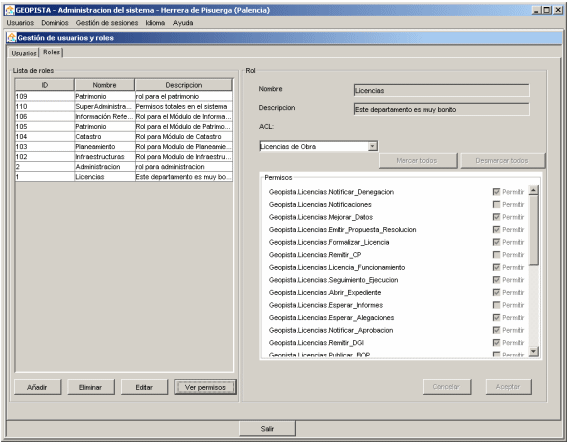 GEOPISTA - Administracion del sistema - Herrera de Pisuerga (Palencia)
Usuarios Dominios Gestión de sesiones Idioma Ayuda
Gestión de usuarios y roles
Usuarios Roles
Lista de roles
ID Nombre Descripcion
109 Patrimonio rol para el patrimonio
110 SuperAdministra... Permisos totales en el sistema
106 Información Refe... Rol para el Módulo de Informa...
105 Patrimonio Rol para el Módulo de Patrimo...
104 Catastro Rol para Módulo de Catastro
103 Planeamiento Rol para Modulo de Planeamie...
102 Infraestructuras Rol para Modulo de Infraestru...
2 Administracion rol para administracion
1 Licencias Este departamento es muy bo...
Añadir Eliminar Editar Ver permisos
Rol
Nombre Licencias
Descripcion Este departamento es muy bonito
ACL:
Licencias de Obra
Mercar todos Desmercar todos
Permisos
Geopista.Licencias.Notificar_Denegacion Permitir
Geopista.Licencias.Notificaciones Permitir
Geopista.Licencias.Mejorar_Datos Permitir
Geopista.Licencias.Emitir_Propuesta_Resolucion Permitir
Geopista.Licencias.Formalizar_Licencia Permitir
Geopista.Licencias.Remitir_CP Permitir
Geopista.Licencias.Licencia_Funcionamiento Permitir
Geopista.Licencias.Seguimiento_Ejecucion Permitir
Geopista.Licencias.Abrir_Expediente Permitir
Geopista.Licencias.Esperar_Informes Permitir
Geopista.Licencias.Esperar_Alegaciones Permitir
Geopista.Licencias.Notificar_Aprobacion Permitir
Geopista.Licencias.Remitir_DGI Permitir
Geopista.Licencias.Publicar_BOP Permitir
Cancelar Aceptar
Salir